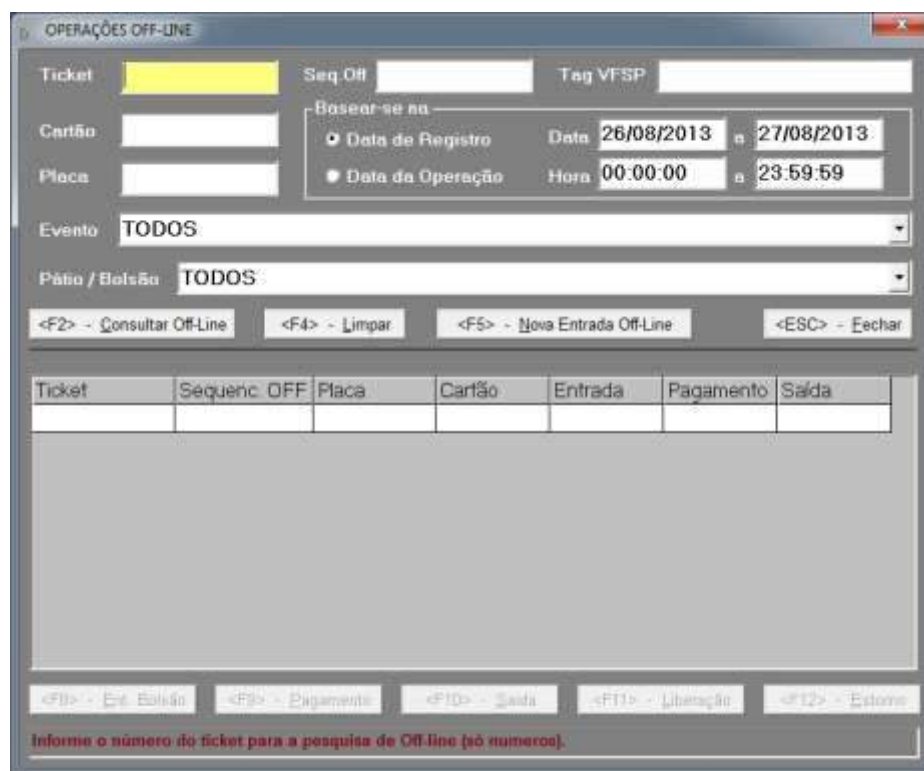 OPERAÇÕES OFF-LINE
Ticket Seq.Off Tag VFSP
Basear-se na
Cartão Data de Registro Data 26/08/2013 a 27/08/2013
Placa Data da Operação Hora 00:00:00 a 23:59:59
Evento TODOS
Pátio / Bolsão TODOS
<F2> - Consultar Off-Line <F4> - Limpar <F5> - Nova Entrada Off-Line <ESC> - Fechar
Ticket Sequenc. OFF Placa Cartão Entrada Pagamento Saída
<F8> - Ent. Bolsão <F9> - Pagamento <F10> - Saida <F11> - Liberação <F12> - Estorno
Informe o número do ticket para a pesquisa de Off-line (só numeros).